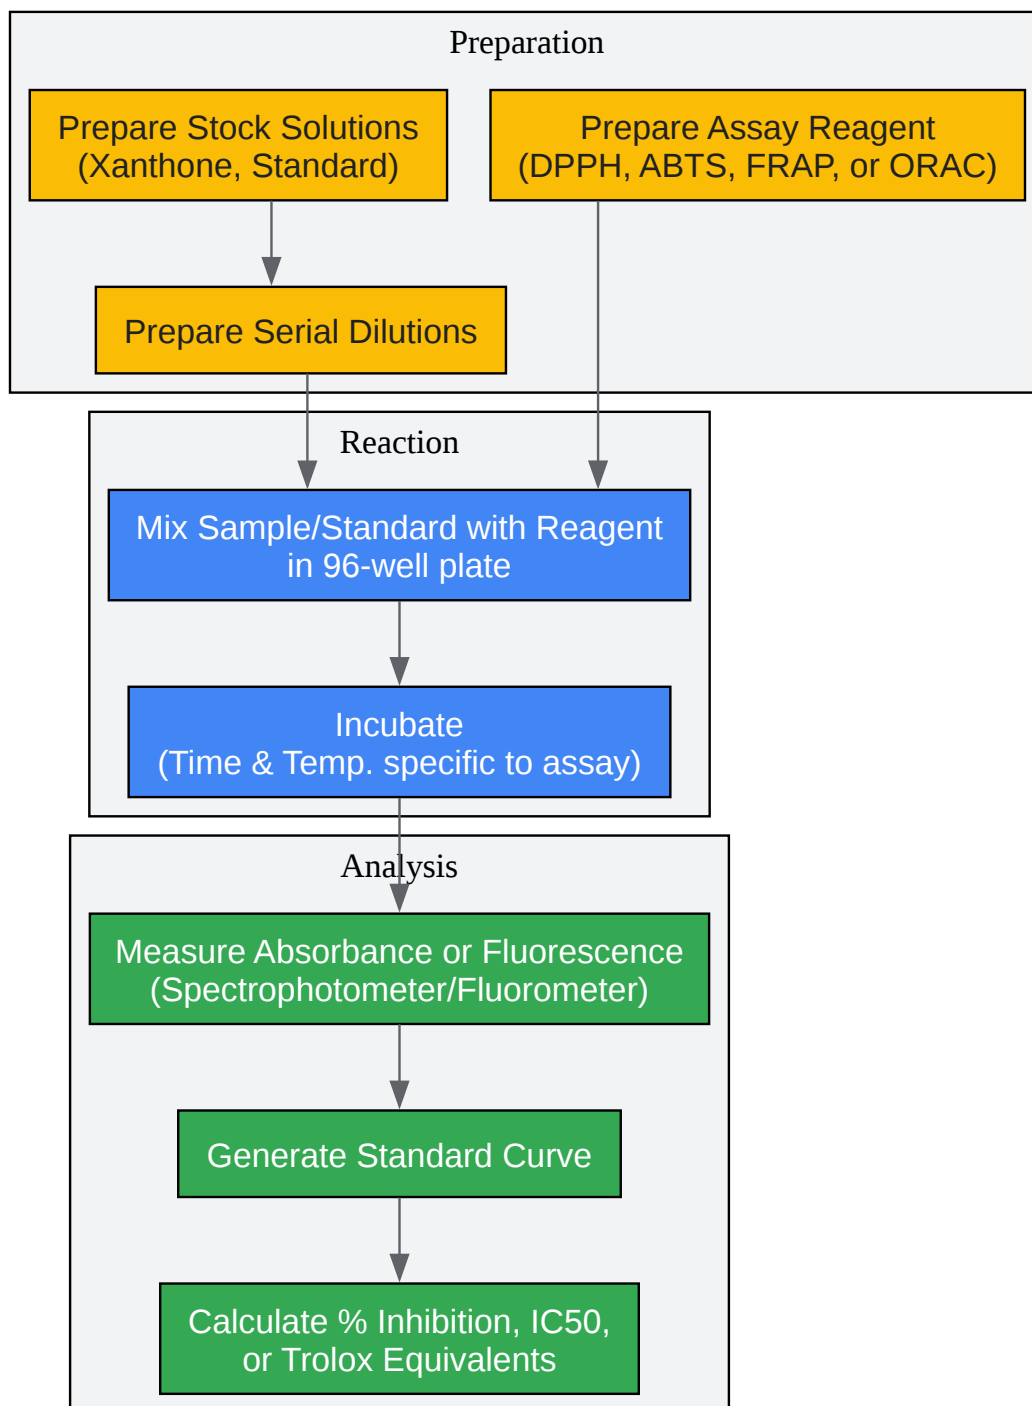 Preparation
Prepare Stock Solutions
(Xanthone, Standard)
Prepare Assay Reagent
(DPPH, ABTS, FRAP, or ORAC)
Prepare Serial Dilutions
Reaction
Mix Sample/Standard with Reagent
in 96-well plate
Incubate
(Time & Temp. specific to assay)
Analysis
Measure Absorbance or Fluorescence
(Spectrophotometer/Fluorometer)
Generate Standard Curve
Calculate % Inhibition, IC50,
or Trolox Equivalents